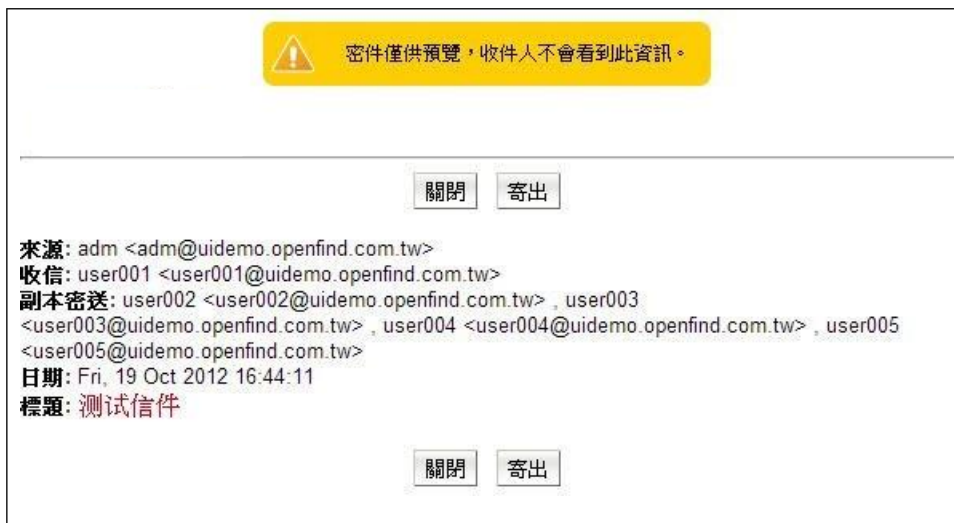 密件僅供預覽，收件人不會看到此資訊。
關閉 寄出
來源: adm <adm@uidemo.openfind.com.tw>
收信: user001 <user001@uidemo.openfind.com.tw>
副本密送: user002 <user002@uidemo.openfind.com.tw> , user003
<user003@uidemo.openfind.com.tw> , user004 <user004@uidemo.openfind.com.tw> , user005
<user005@uidemo.openfind.com.tw>
日期: Fri, 19 Oct 2012 16:44:11
標題: 测试信件
關閉 寄出